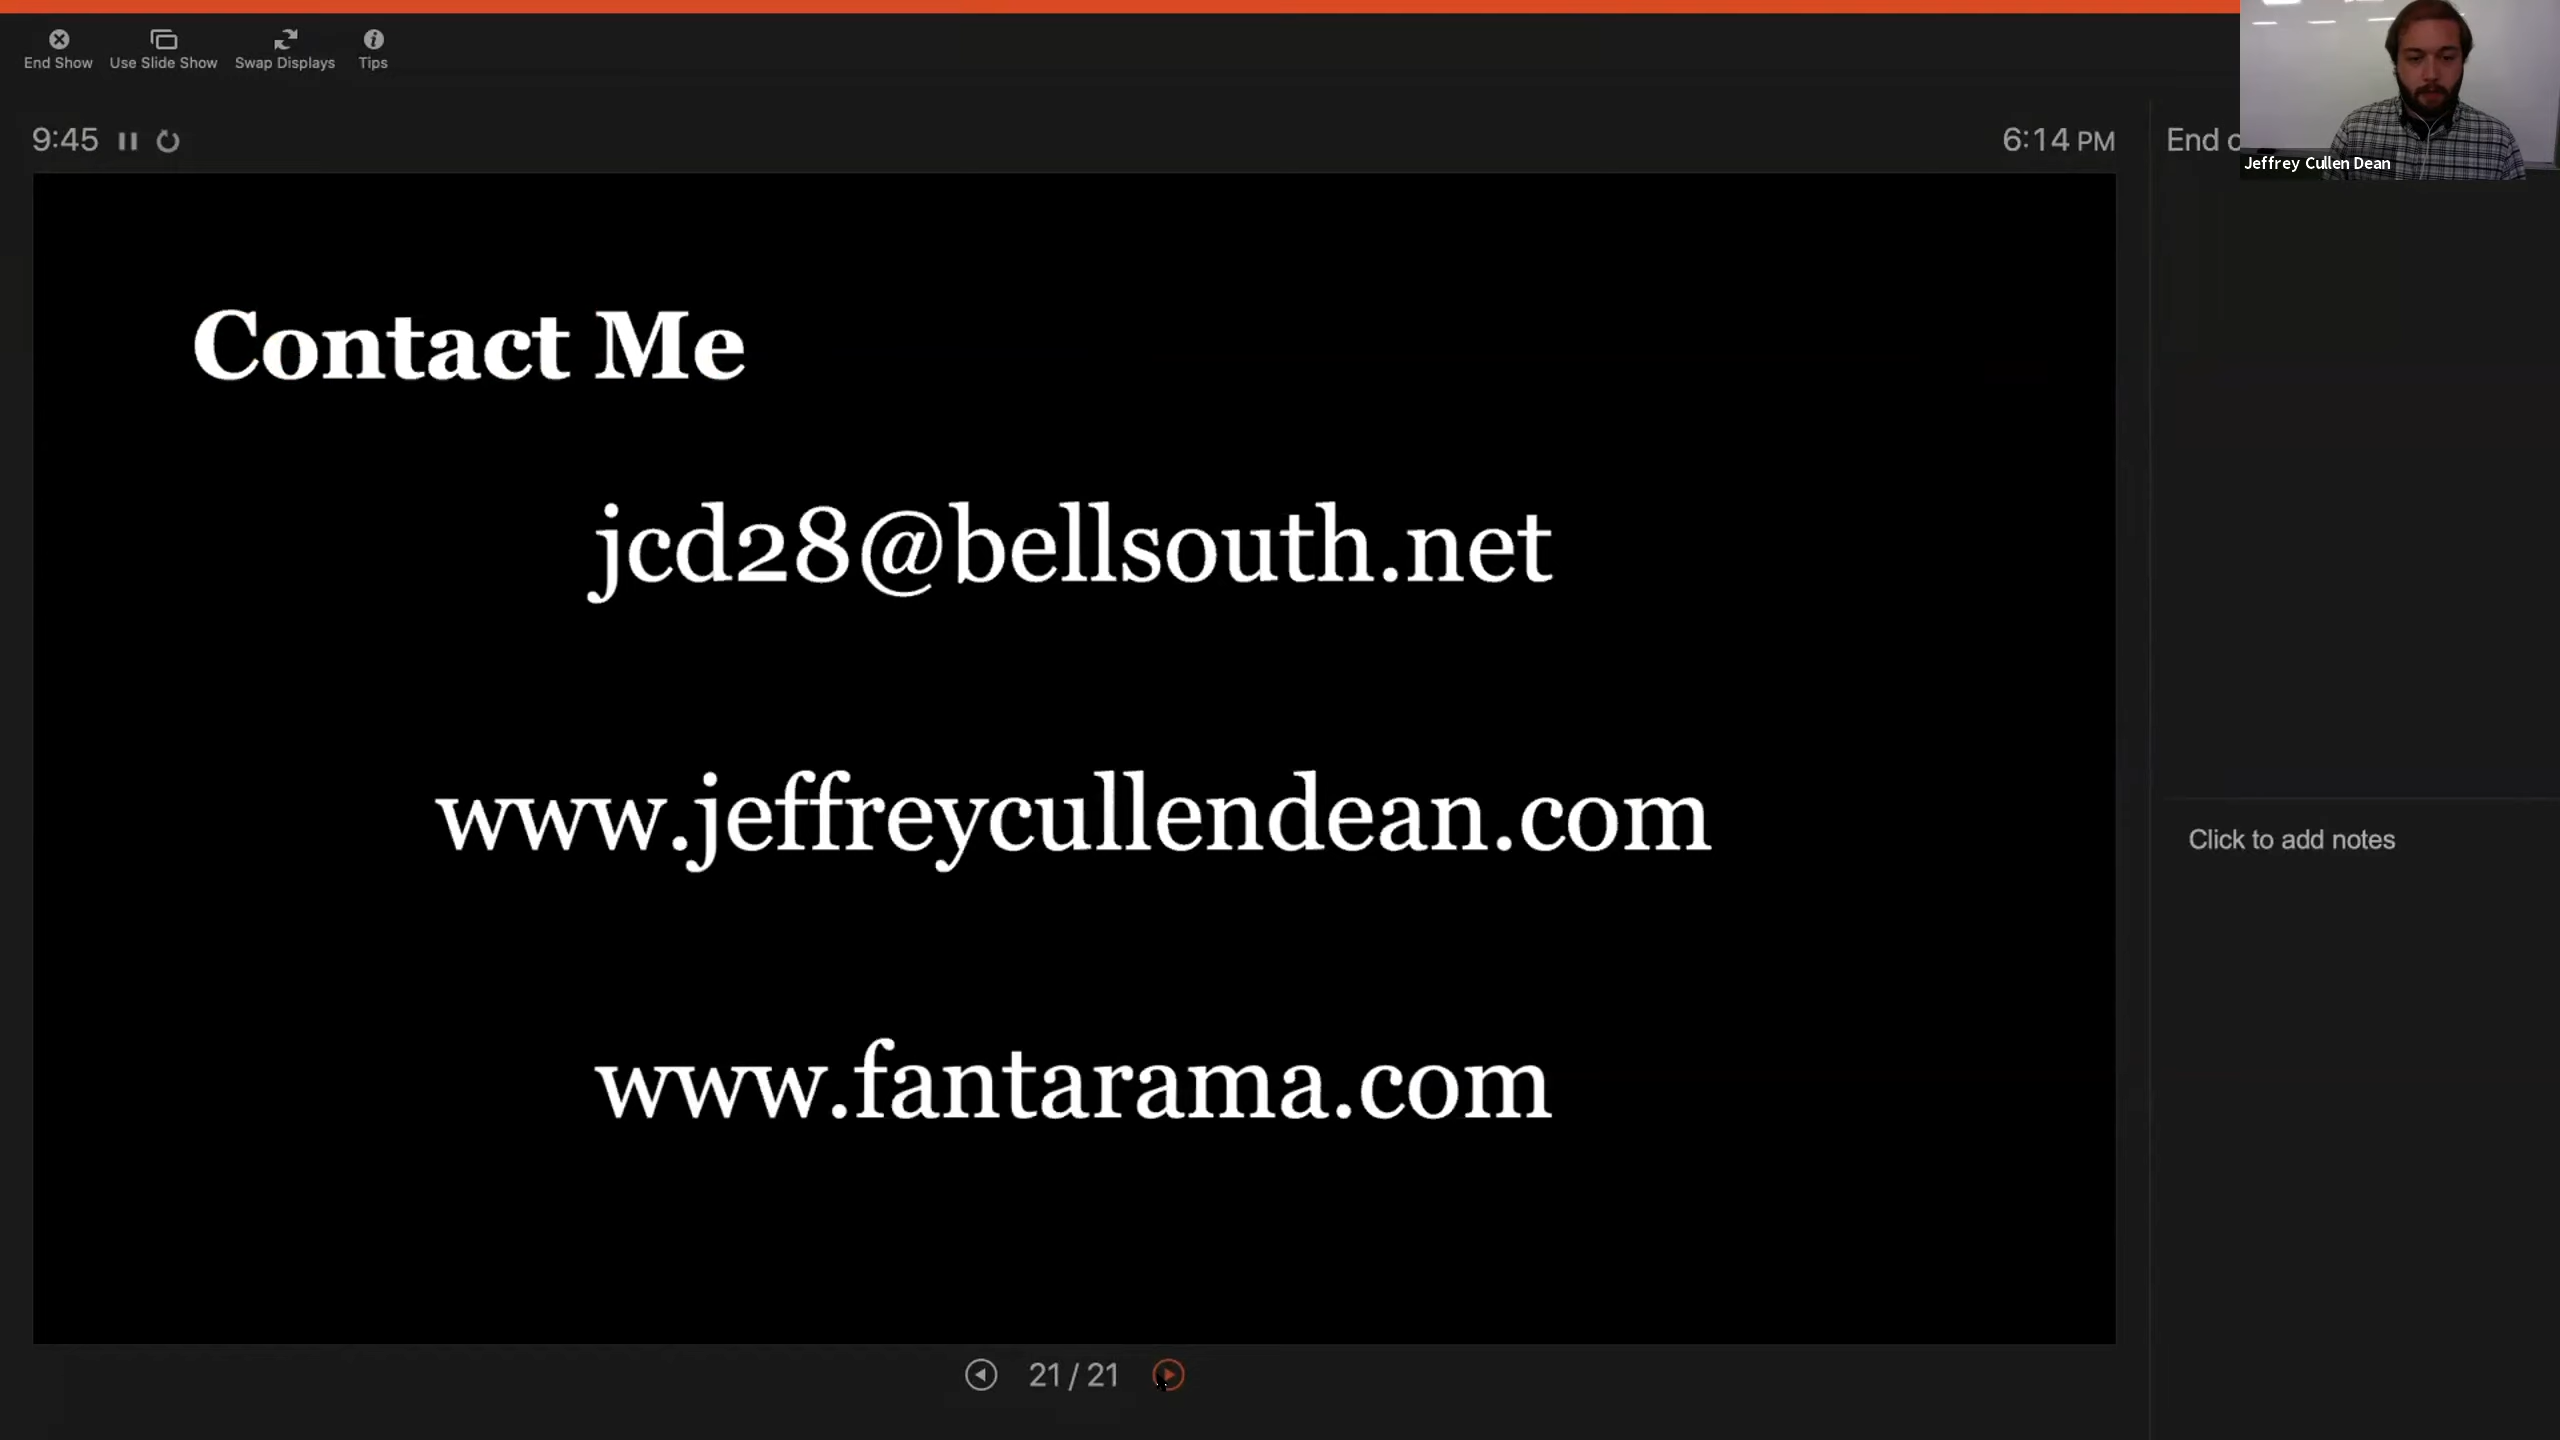 End Show Use Slide Show Swap Displays Tips
9:45
6:14 PM
End
Jeffrey Cullen Dean
Contact Me
jcd28@bellsouth.net
www.jeffreycullendean.com
www.fantarama.com
Click to add notes
21 / 21